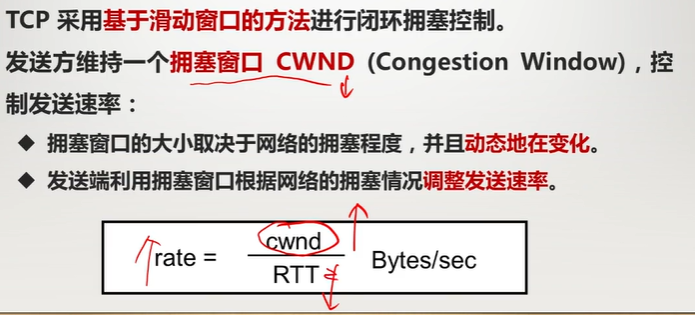 TCP 采用基于滑动窗口的方法进行闭环拥塞控制。
发送方维持一个拥塞窗口 CWND (Congestion Window)，控
制发送速率：
◆ 拥塞窗口的大小取决于网络的拥塞程度，并且动态地在变化。
◆ 发送端利用拥塞窗口根据网络的拥塞情况调整发送速率。
rate = cwnd / RTT Bytes/sec